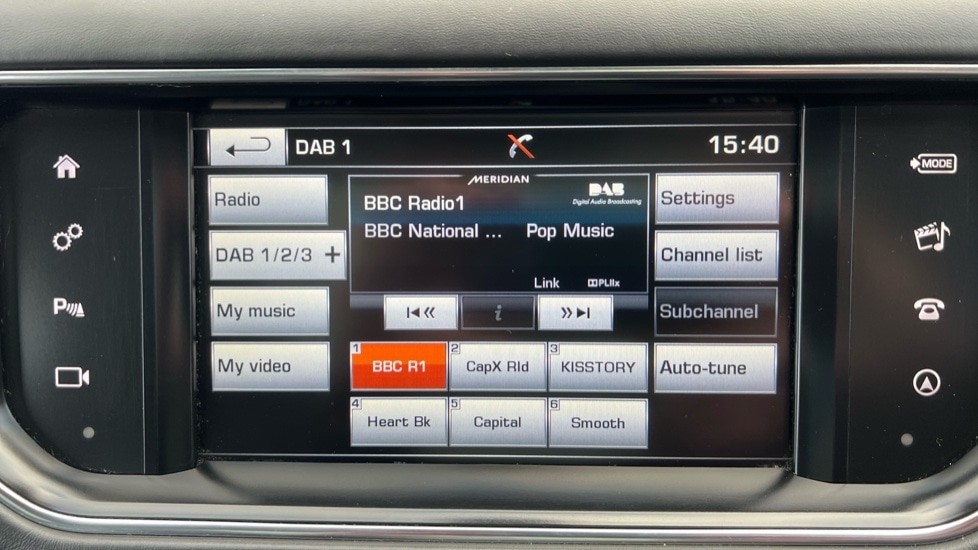 DAB 1
15:40
Radio
DAB 1/2/3 +
My music
My video
MERIDIAN
DAB
Digital Audio Broadcasting
BBC Radio1
BBC National ... Pop Music
Link
PLIIx
i
1 BBC R1
2 CapX Rld
3 KISSTORY
4 Heart Bk
5 Capital
6 Smooth
Settings
Channel list
Subchannel
Auto-tune
P
MODE